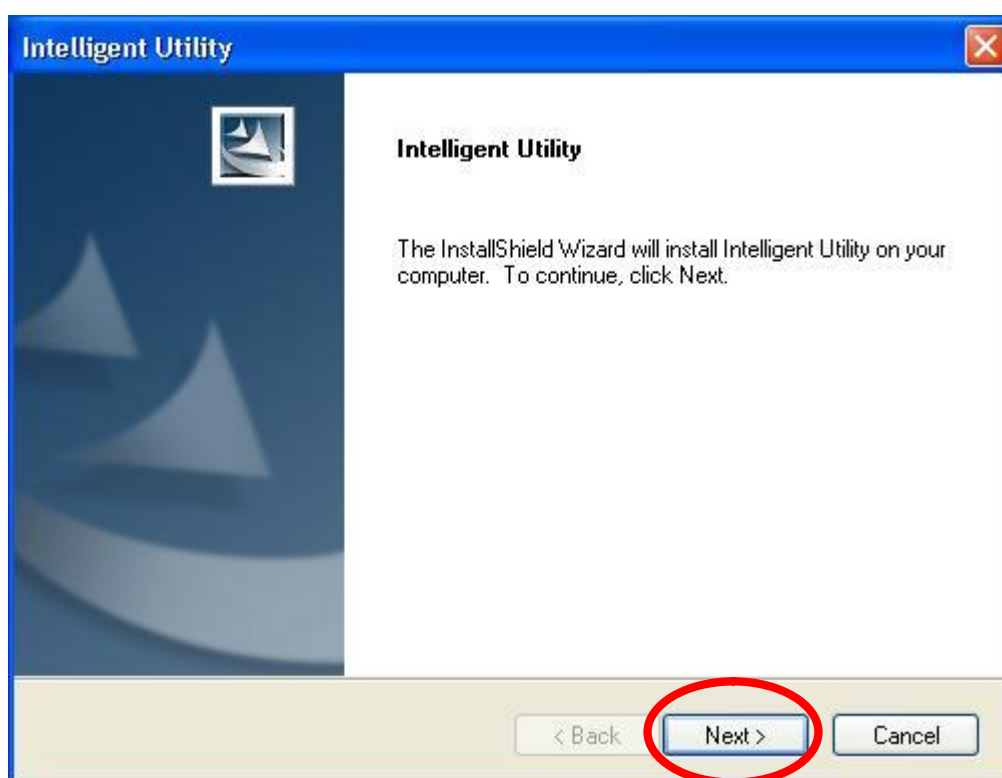 Intelligent Utility
Intelligent Utility
The InstallShield Wizard will install Intelligent Utility on your
computer. To continue, click Next.
< Back
Next >
Cancel